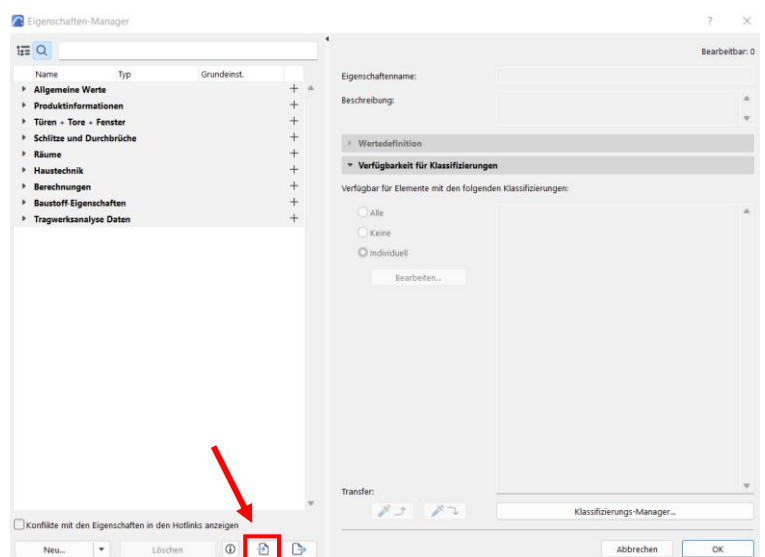 Eigenschaften-Manager
Bearbeitbar: 0
Name Typ Grundeinst.
Allgemeine Werte
Produktinformationen
Türen + Tore + Fenster
Schlitze und Durchbrüche
Räume
Haustechnik
Berechnungen
Baustoff-Eigenschaften
Tragwerksanalyse Daten
Konflikte mit den Eigenschaften in den Hotlinks anzeigen
Neu... Löschen
Eigenschaftenname:
Beschreibung:
Wertedefinition
Verfügbarkeit für Klassifizierungen
Verfügbar für Elemente mit den folgenden Klassifizierungen:
Alle
Keine
Individuell
Bearbeiten...
Transfer:
Klassifizierungs-Manager...
Abbrechen OK